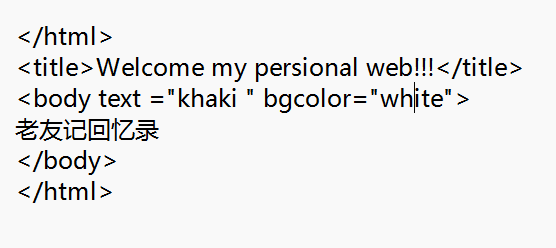 </html>
<title>Welcome my persional web!!!</title>
<body text ="khaki " bgcolor="white">
老友记回忆录
</body>
</html>